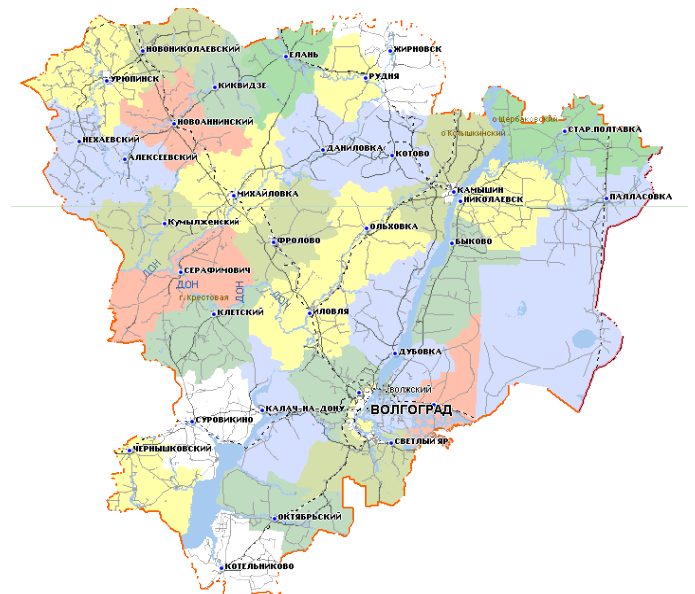 НОВОНИКОЛАЕВСКИЙ
ЖИРНОВСК
ЕЛАНЬ
УРЮПИНСК
РУДНЯ
КИКВИДЗЕ
НОВОАННИНСКИЙ
о.Щербаковский
СТАР.ПОЛТАВКА
о.Камышинский
НЕХАЕВСКИЙ
ДАНИЛОВКА
КОТОВО
АЛЕКСЕЕВСКИЙ
КАМЫШИН
МИХАЙЛОВКА
НИКОЛАЕВСК
ПАЛЛАСОВКА
Кумылженский
ОЛЬХОВКА
ФРОЛОВО
БЫКОВО
ДОН
СЕРАФИМОВИЧ
ДОН
ДОН
ДОН
г.Крестовая
КЛЕТСКИЙ
ИЛОВЛЯ
ДУБОВКА
ВОЛЖСКИЙ
КАЛАЧ-НА-ДОНУ
ВОЛГОГРАД
СУРОВИКИНО
СВЕТЛЫЙ ЯР
ЧЕРНЫШКОВСКИЙ
ОКТЯБРЬСКИЙ
КОТЕЛЬНИКОВО